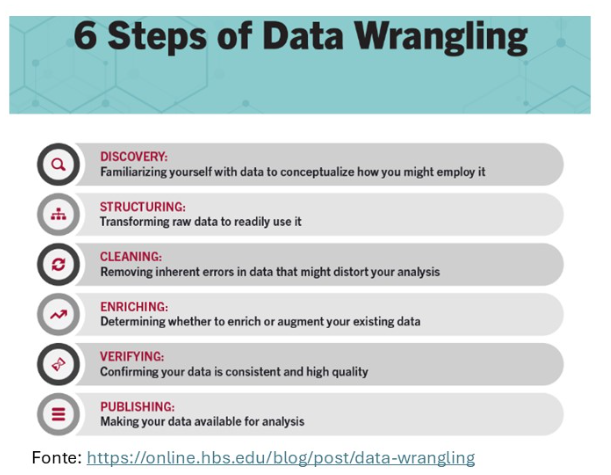 6 Steps of Data Wrangling
DISCOVERY:
Familiarizing yourself with data to conceptualize how you might employ it
STRUCTURING:
Transforming raw data to readily use it
CLEANING:
Removing inherent errors in data that might distort your analysis
ENRICHING:
Determining whether to enrich or augment your existing data
VERIFYING:
Confirming your data is consistent and high quality
PUBLISHING:
Making your data available for analysis
Fonte: https://online.hbs.edu/blog/post/data-wrangling